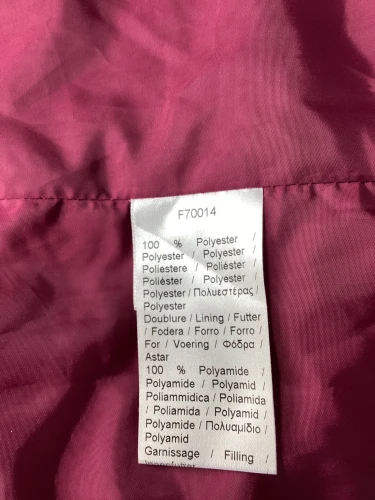 F70014
100 % Polyester /
Polyester / Polyester /
Poliestere / Poliéster /
Poliéster / Polyester /
Polyester / Πολυεστέρας/
Polyester
Doublure / Lining / Futter
/ Fodera / Forro / Forro /
For / Voering / Φόδρα /
Astar
100 % Polyamide /
Polyamide / Polyamid /
Poliammidica / Poliamida
/ Poliamida / Polyamid /
Polyamide / Πολυαμίδιο /
Polyamid
Garnissage / Filling /